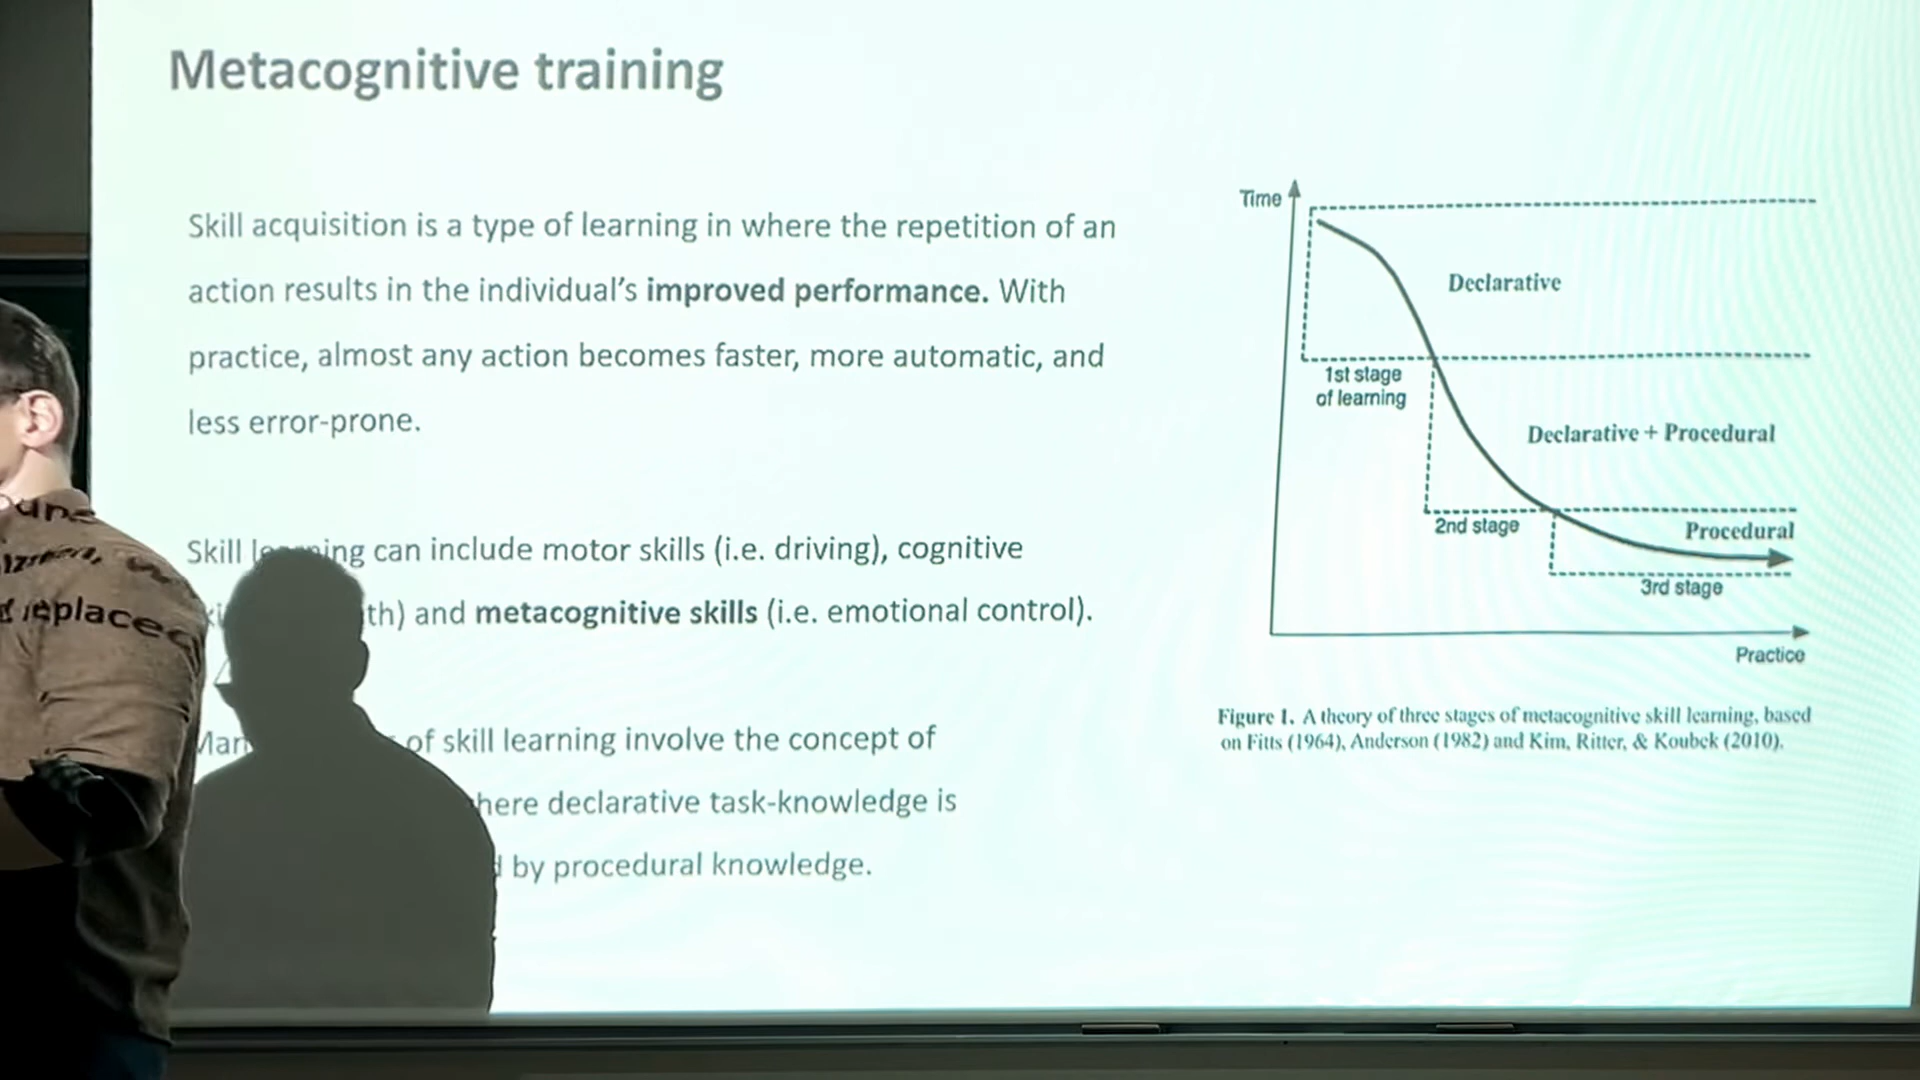 Metacognitive training
Skill acquisition is a type of learning in where the repetition of an
action results in the individual's improved performance. With
practice, almost any action becomes faster, more automatic, and
less error-prone.
Skill can include motor skills (i.e. driving), cognitive
and metacognitive skills (i.e. emotional control).
of skill learning involve the concept of
declarative task-knowledge is
by procedural knowledge.
Time
Declarative
1st stage
of learning
Declarative + Procedural
2nd stage
Procedural
3rd stage
Practice
Figure 1. A theory of three stages of metacognitive skill learning, based
on Fitts (1964), Anderson (1982) and Kim, Ritter, & Koubek (2010).
replaced